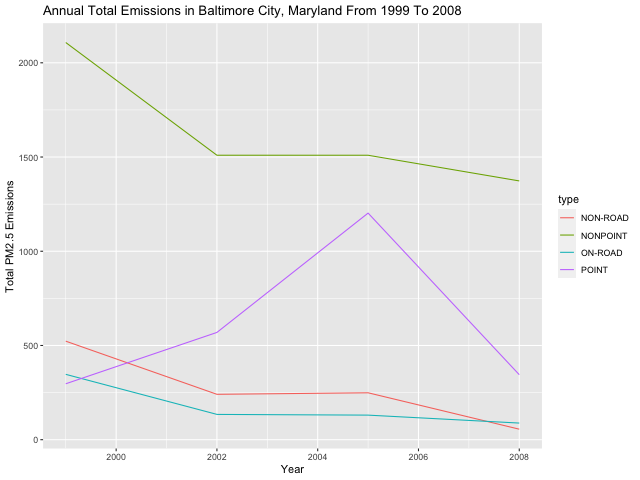 Annual Total Emissions in Baltimore City, Maryland From 1999 To 2008
Total PM2.5 Emissions
2000
1500
1000
500
0
2000 2002 2004 2006 2008
Year
type
NON-ROAD
NONPOINT
ON-ROAD
POINT